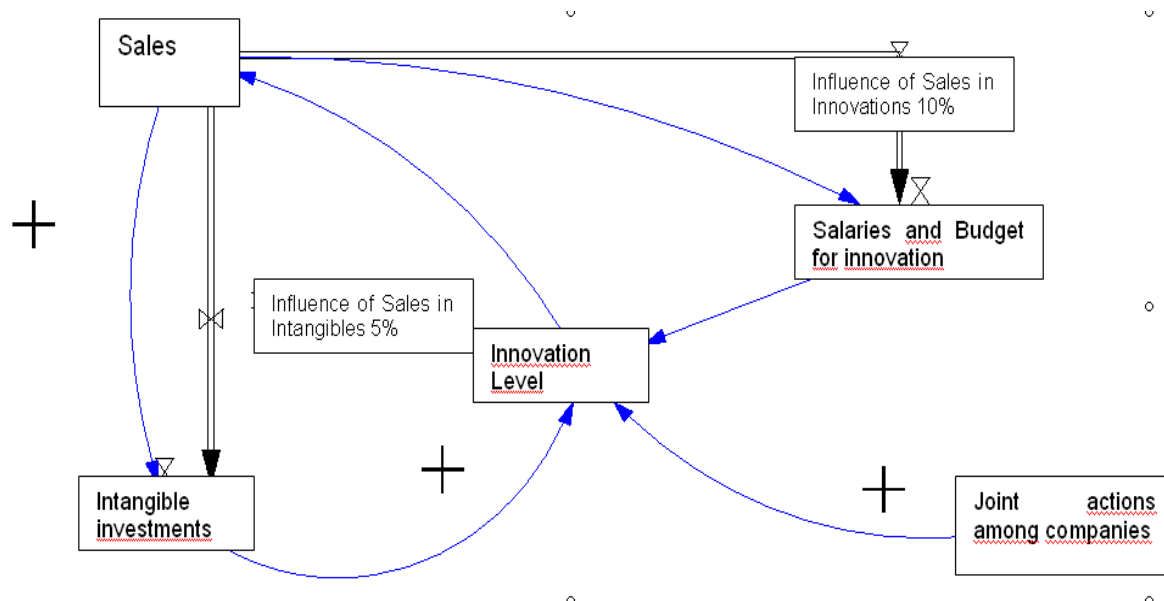 Sales
Influence of Sales in
Innovations 10%
Salaries and Budget
for innovation
Influence of Sales in
Intangibles 5%
Innovation
Level
Intangible
investments
Joint actions
among companies
+
+
+